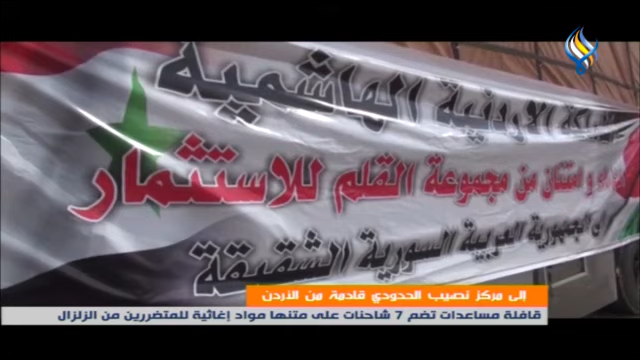 الاردنية الهاشمية
و امتنان من مجموعة القلم للاستثمار
الجمهورية العربية السورية الشقيقة
إلى مركز نصيب الحدودي قادمة من الأردن
قافلة مساعدات تضم 7 شاحنات على متنها مواد إغاثية للمتضررين من الزلزال